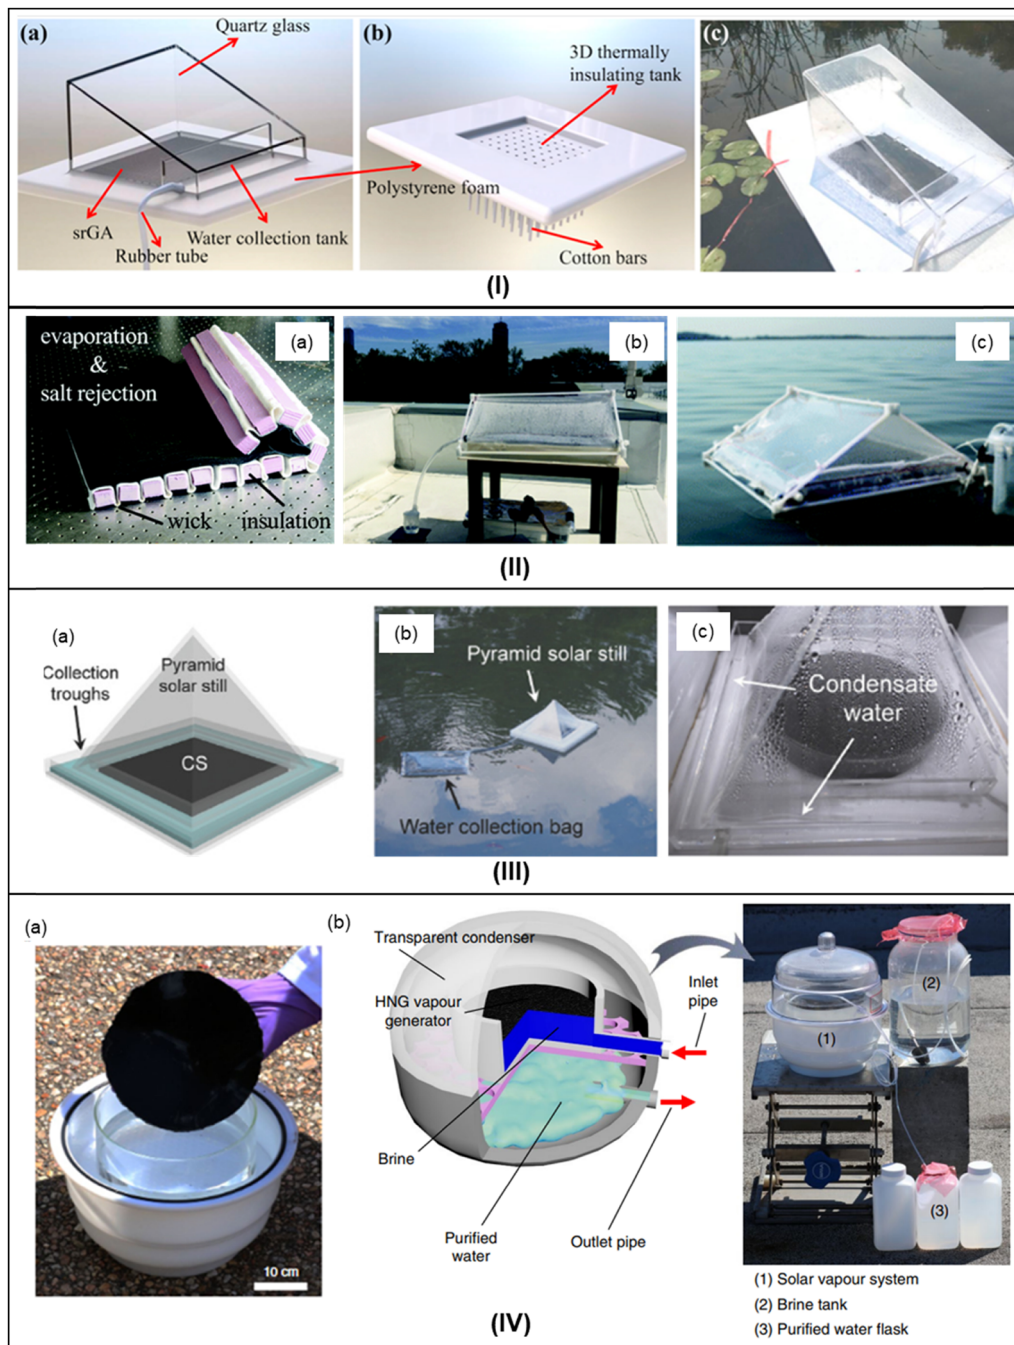 (a)
Quartz glass
srGA
Rubber tube
Water collection tank
(b)
3D thermally
insulating tank
Polystyrene foam
Cotton bars
(c)
(I)
evaporation
&
salt rejection
(a)
wick
insulation
(b)
(c)
(II)
(a)
Collection
troughs
Pyramid
solar still
CS
(b)
Pyramid solar still
Water collection bag
(c)
Condensate
water
(III)
(a)
10 cm
(b)
Transparent condenser
HNG vapour
generator
Inlet
pipe
Brine
Purified
water
Outlet pipe
(1)
(2)
(3)
(1) Solar vapour system
(2) Brine tank
(3) Purified water flask
(IV)